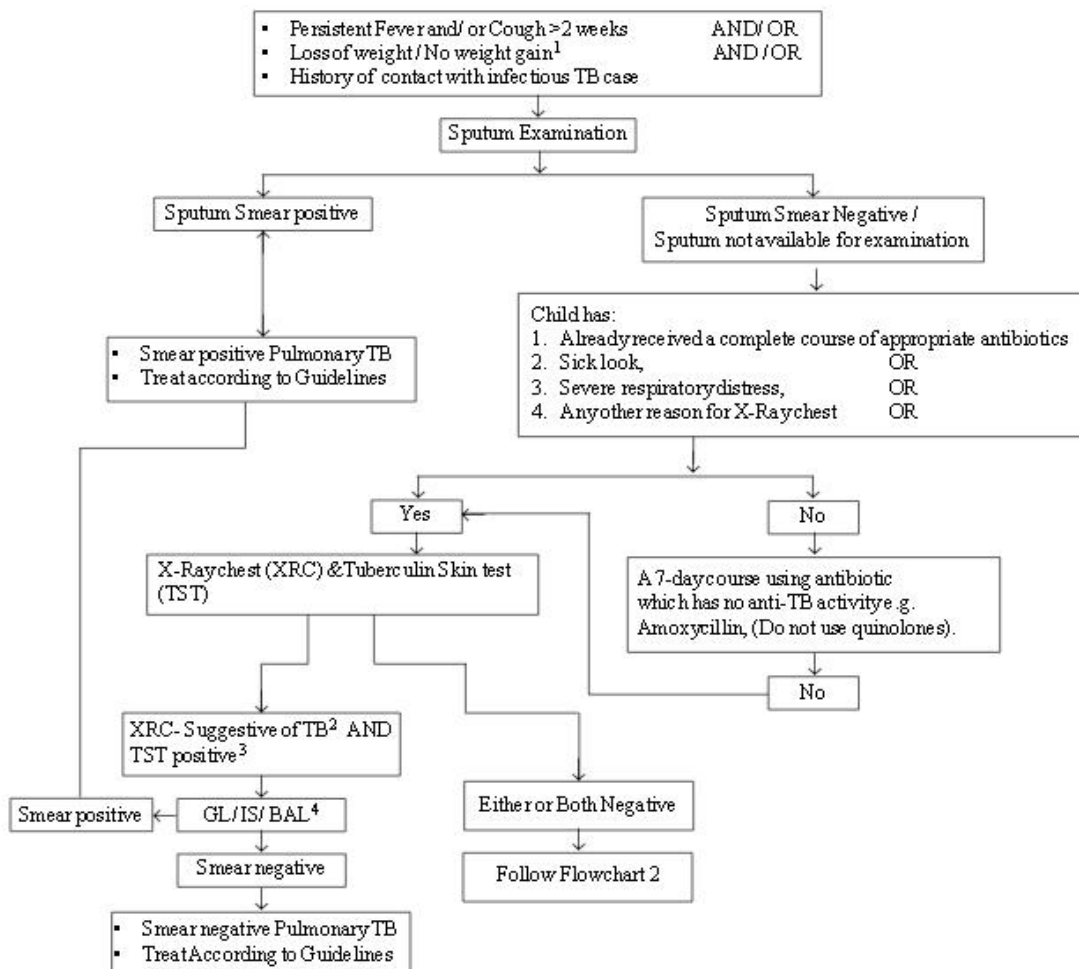 ▪ Persistent Fever and/ or Cough >2 weeks AND/ OR
▪ Loss of weight / No weight gain1 AND / OR
▪ History of contact with infectious TB case
Sputum Examination
Sputum Smear positive
Sputum Smear Negative /
Sputum not available for examination
▪ Smear positive Pulmonary TB
▪ Treat according to Guidelines
Child has:
1. Already received a complete course of appropriate antibiotics
2. Sick look, OR
3. Severe respiratory distress, OR
4. Any other reason for X-Ray chest OR
Yes
No
X-Ray chest (XRC) & Tuberculin Skin test
(TST)
A 7-day course using antibiotic
which has no anti-TB activity e.g.
Amoxycillin, (Do not use quinolones).
No
XRC- Suggestive of TB2 AND
TST positive3
Either or Both Negative
Smear positive
GL/ IS/ BAL4
Smear negative
Follow Flowchart 2
▪ Smear negative Pulmonary TB
▪ Treat According to Guidelines